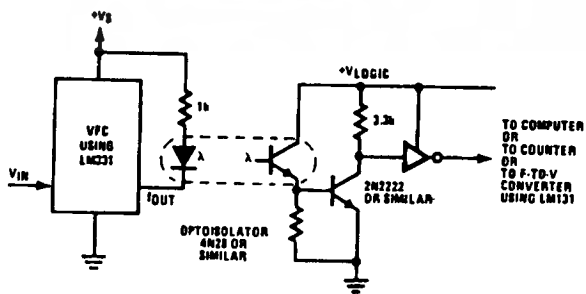 +VS
VFC
USING
LM331
VIN
fOUT
1k
λ
λ
+VLOGIC
3.3k
2N2222
OR SIMILAR
OPTOISOLATOR
4N28 OR
SIMILAR
TO COMPUTER
OR
TO COUNTER
OR
TO F-TO-V
CONVERTER
USING LM131